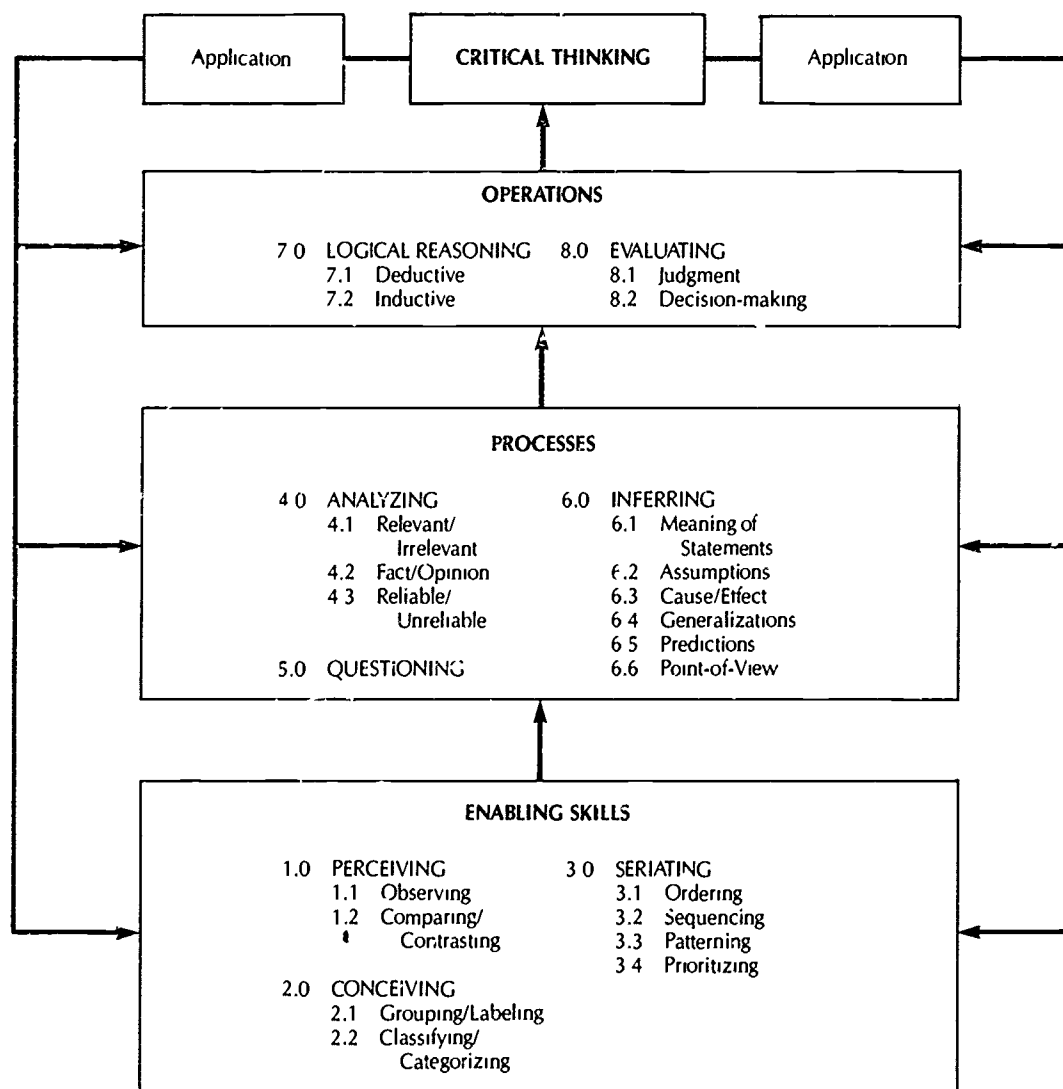 Application
CRITICAL THINKING
Application
OPERATIONS
7 0 LOGICAL REASONING
7.1 Deductive
7.2 Inductive
8.0 EVALUATING
8.1 Judgment
8.2 Decision-making
PROCESSES
4 0 ANALYZING
4.1 Relevant/
Irrelevant
4.2 Fact/Opinion
4 3 Reliable/
Unreliable
5.0 QUESTIONING
6.0 INFERRING
6.1 Meaning of
Statements
6.2 Assumptions
6.3 Cause/Effect
6 4 Generalizations
6 5 Predictions
6.6 Point-of-View
ENABLING SKILLS
1.0 PERCEIVING
1.1 Observing
1.2 Comparing/
Contrasting
2.0 CONCEIVING
2.1 Grouping/Labeling
2.2 Classifying/
Categorizing
3 0 SERIATING
3.1 Ordering
3.2 Sequencing
3.3 Patterning
3 4 Prioritizing